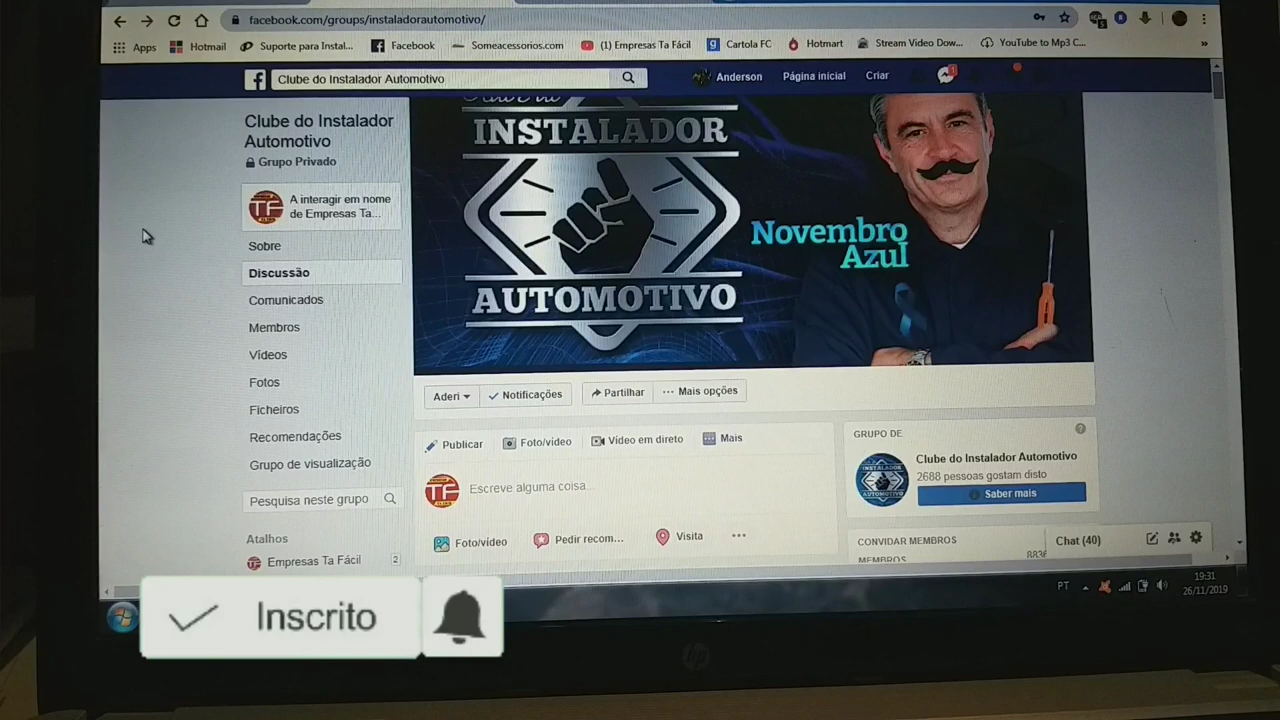 facebook.com/groups/instaladorautomotivo/
Apps
Hotmail
Suporte para Instal...
Facebook
Someacessorios.com
(1) Empresas Ta Fácil
Cartola FC
Hotmart
Stream Video Dow...
YouTube to Mp3 C...
»
Clube do Instalador Automotivo
Anderson
Página inicial
Criar
Clube do Instalador
Automotivo
Grupo Privado
A interagir em nome
de Empresas Ta...
Sobre
Discussão
Comunicados
Membros
Vídeos
Fotos
Ficheiros
Recomendações
Grupo de visualização
Pesquisa neste grupo
Atalhos
Empresas Ta Fácil 2
INSTALADOR
AUTOMOTIVO
Novembro
Azul
Aderi
Notificações
Partilhar
Mais opções
Publicar
Foto/video
Vídeo em direto
Mais
TF
Escreve alguma coisa...
Foto/vídeo
Pedir recom...
Visita
GRUPO DE
Clube do Instalador Automotivo
2688 pessoas gostam disto
Saber mais
CONVIDAR MEMBROS
MEMBROS
Chat (40)
PT
19:31
26/11/2019
Inscrito
hp